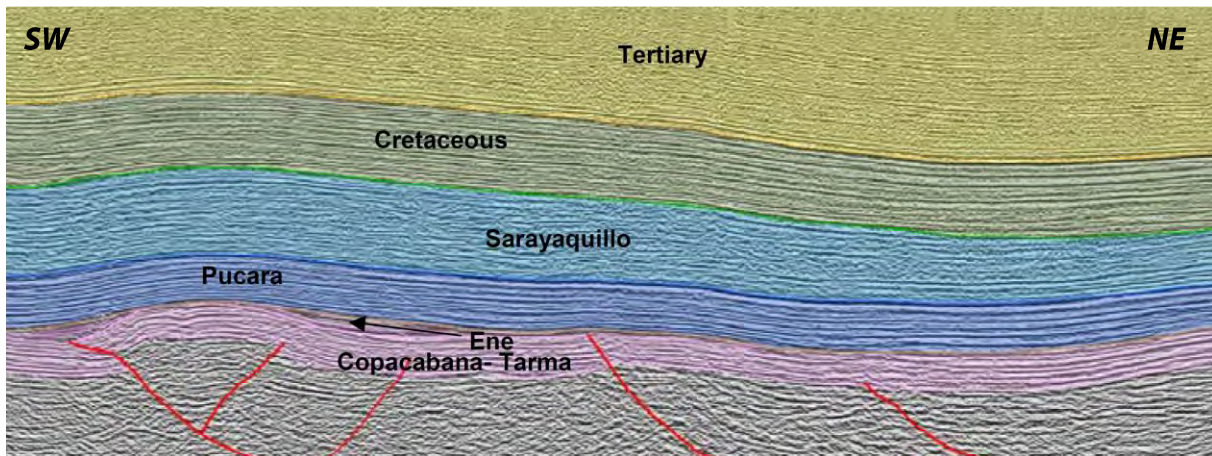 SW
NE
Tertiary
Cretaceous
Sarayaquillo
Pucara
Ene
Copacabana- Tarma